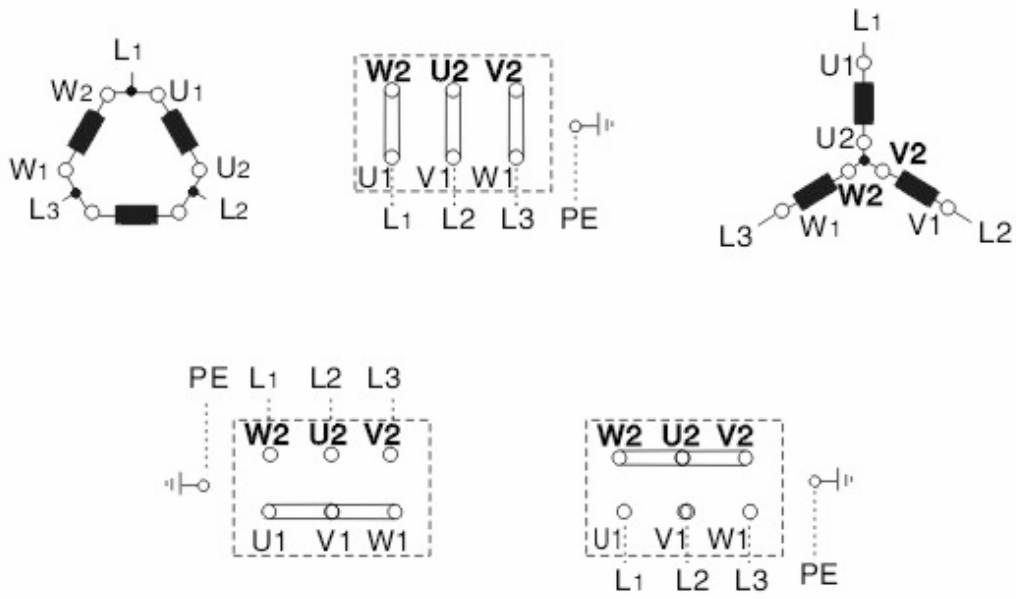 L1
W2 U1
W1 U2
L3 L2
W2 U2 V2
U1 V1 W1
L1 L2 L3 PE
L1
U1
U2
V2
W2
W1 V1
L3 L2
PE L1 L2 L3
W2 U2 V2
U1 V1 W1
W2 U2 V2
U1 V1 W1
L1 L2 L3 PE